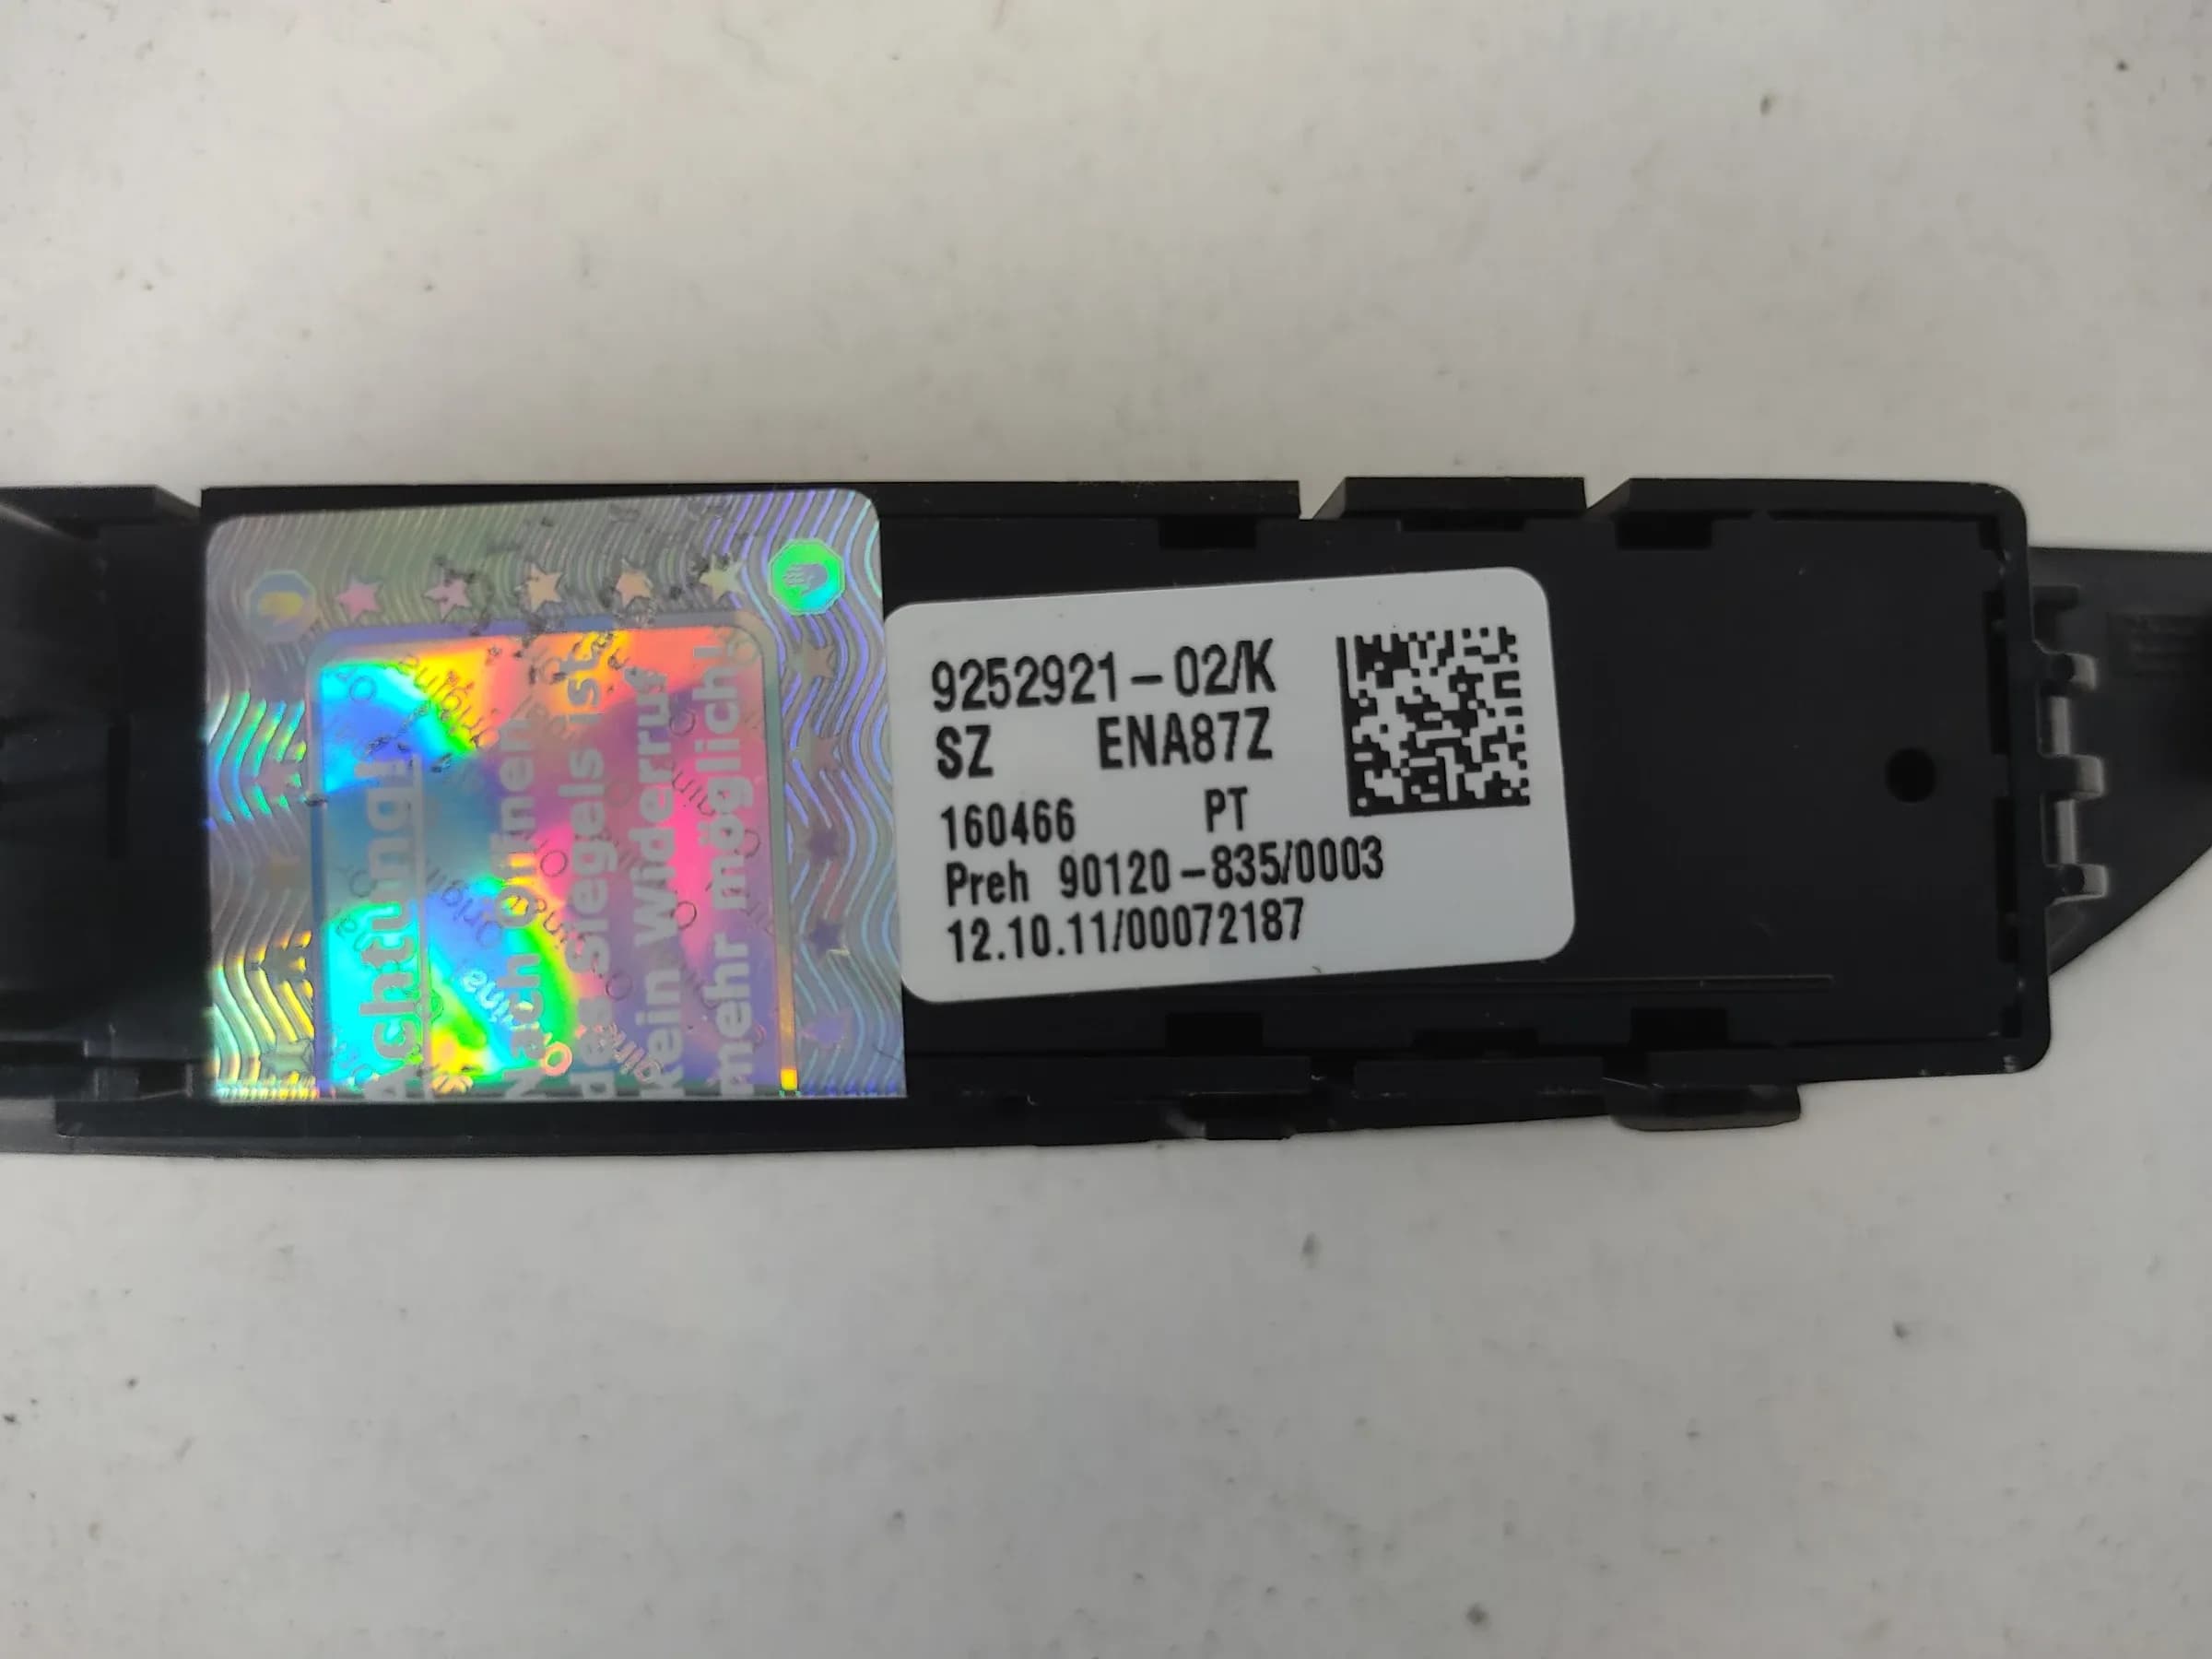 Achtung!
Nach Öffnen
des Siegels ist
kein Widerruf
mehr möglich!
9252921-02/K
SZ ENA87Z
160466 PT
Preh 90120-835/0003
12.10.11/00072187